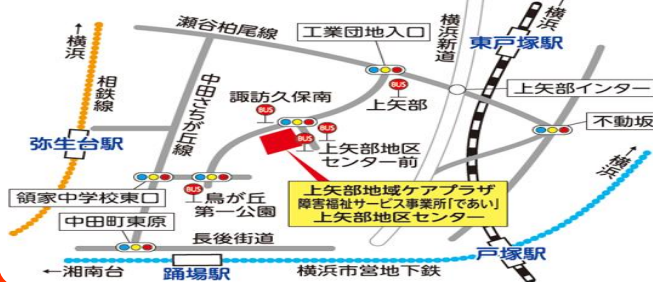 ←横浜
瀬谷柏尾線
工業団地入口
横浜新道
横浜
東戸塚駅
相鉄線
中田さちが丘線
諏訪久保南
BUS
BUS
上矢部
上矢部インター
不動坂
弥生台駅
BUS
BUS
上矢部地区
センター前
横浜
領家中学校東口
BUS
鳥が丘
第一公園
上矢部地域ケアプラザ
障害福祉サービス事業所「であい」
上矢部地区センター
中田町東原
長後街道
戸塚駅
←湘南台
踊場駅
横浜市営地下鉄